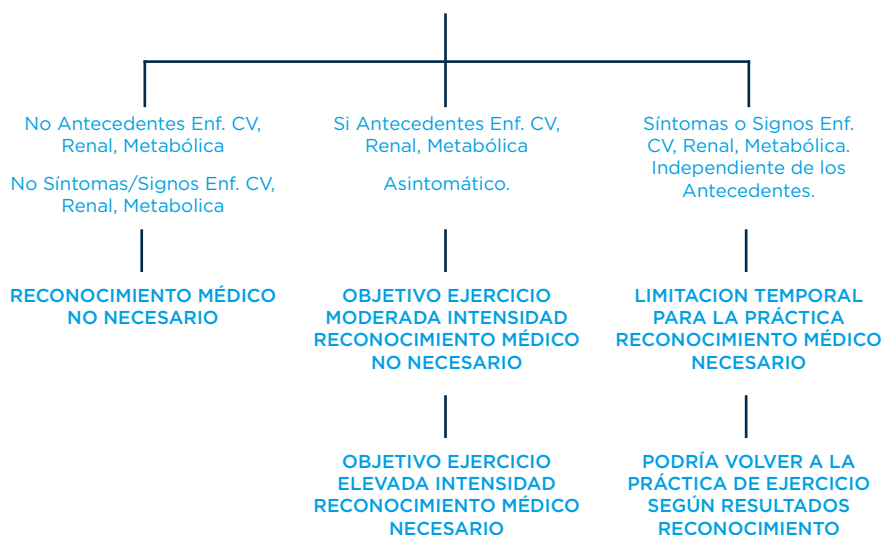 No Antecedentes Enf. CV,
Renal, Metabólica
No Síntomas/Signos Enf. CV,
Renal, Metabolica
RECONOCIMIENTO MÉDICO
NO NECESARIO
Si Antecedentes Enf. CV,
Renal, Metabólica
Asintomático.
OBJETIVO EJERCICIO
MODERADA INTENSIDAD
RECONOCIMIENTO MÉDICO
NO NECESARIO
OBJETIVO EJERCICIO
ELEVADA INTENSIDAD
RECONOCIMIENTO MÉDICO
NECESARIO
Síntomas o Signos Enf.
CV, Renal, Metabólica.
Independiente de los
Antecedentes.
LIMITACION TEMPORAL
PARA LA PRÁCTICA
RECONOCIMIENTO MÉDICO
NECESARIO
PODRÍA VOLVER A LA
PRÁCTICA DE EJERCICIO
SEGÚN RESULTADOS
RECONOCIMIENTO